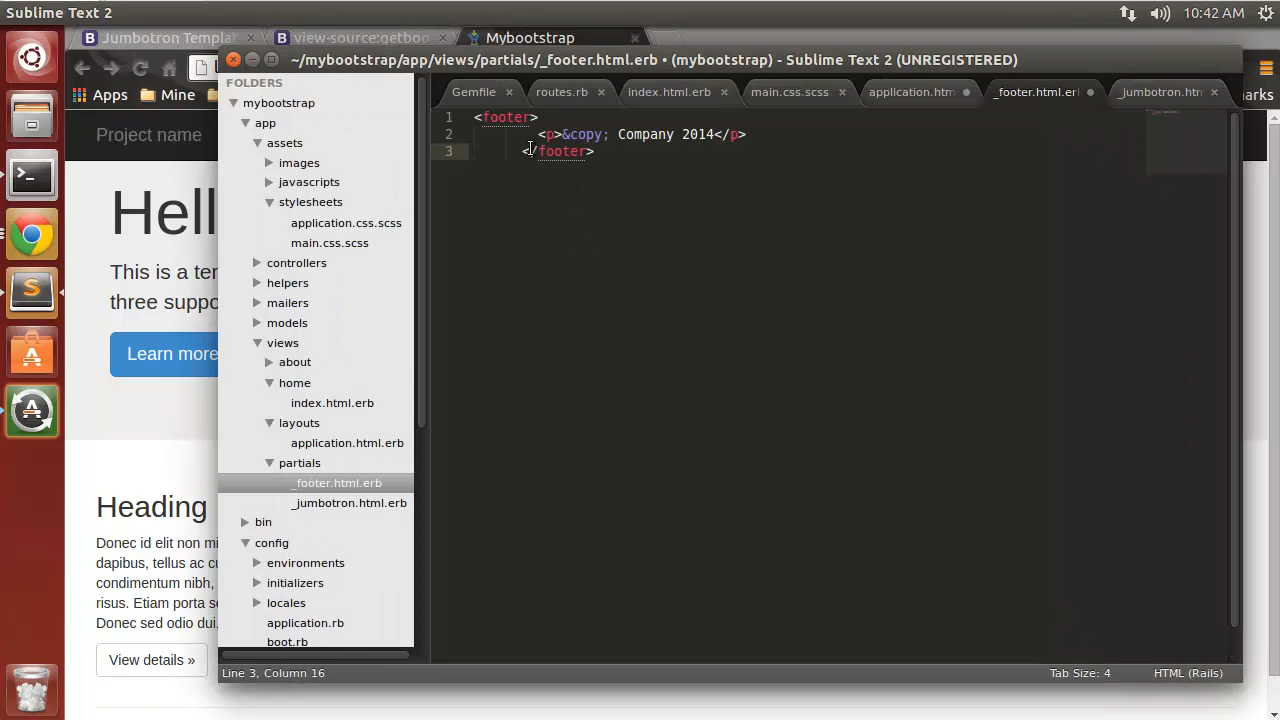 Sublime Text 2
10:42 AM
Jumbotron Templat
view-source:getboo
Mybootstrap
~/mybootstrap/app/views/partials/_footer.html.erb • (mybootstrap) - Sublime Text 2 (UNREGISTERED)
Apps
Mine
Project name
Hell
This is a ter
three suppo
Learn more
Heading
Donec id elit non mi
dapibus, tellus ac cu
condimentum nibh,
risus. Etiam porta se
Donec sed odio dui.
View details »
FOLDERS
mybootstrap
app
assets
images
javascripts
stylesheets
application.css.scss
main.css.scss
controllers
helpers
mailers
models
views
about
home
index.html.erb
layouts
application.html.erb
partials
_footer.html.erb
_jumbotron.html.erb
bin
config
environments
initializers
locales
application.rb
boot.rb
Gemfile
routes.rb
index.html.erb
main.css.scss
application.htm
_footer.html.er
_jumbotron.htm
1 <footer>
2 <p>&copy; Company 2014</p>
3 </footer>
Line 3, Column 16
Tab Size: 4
HTML (Rails)